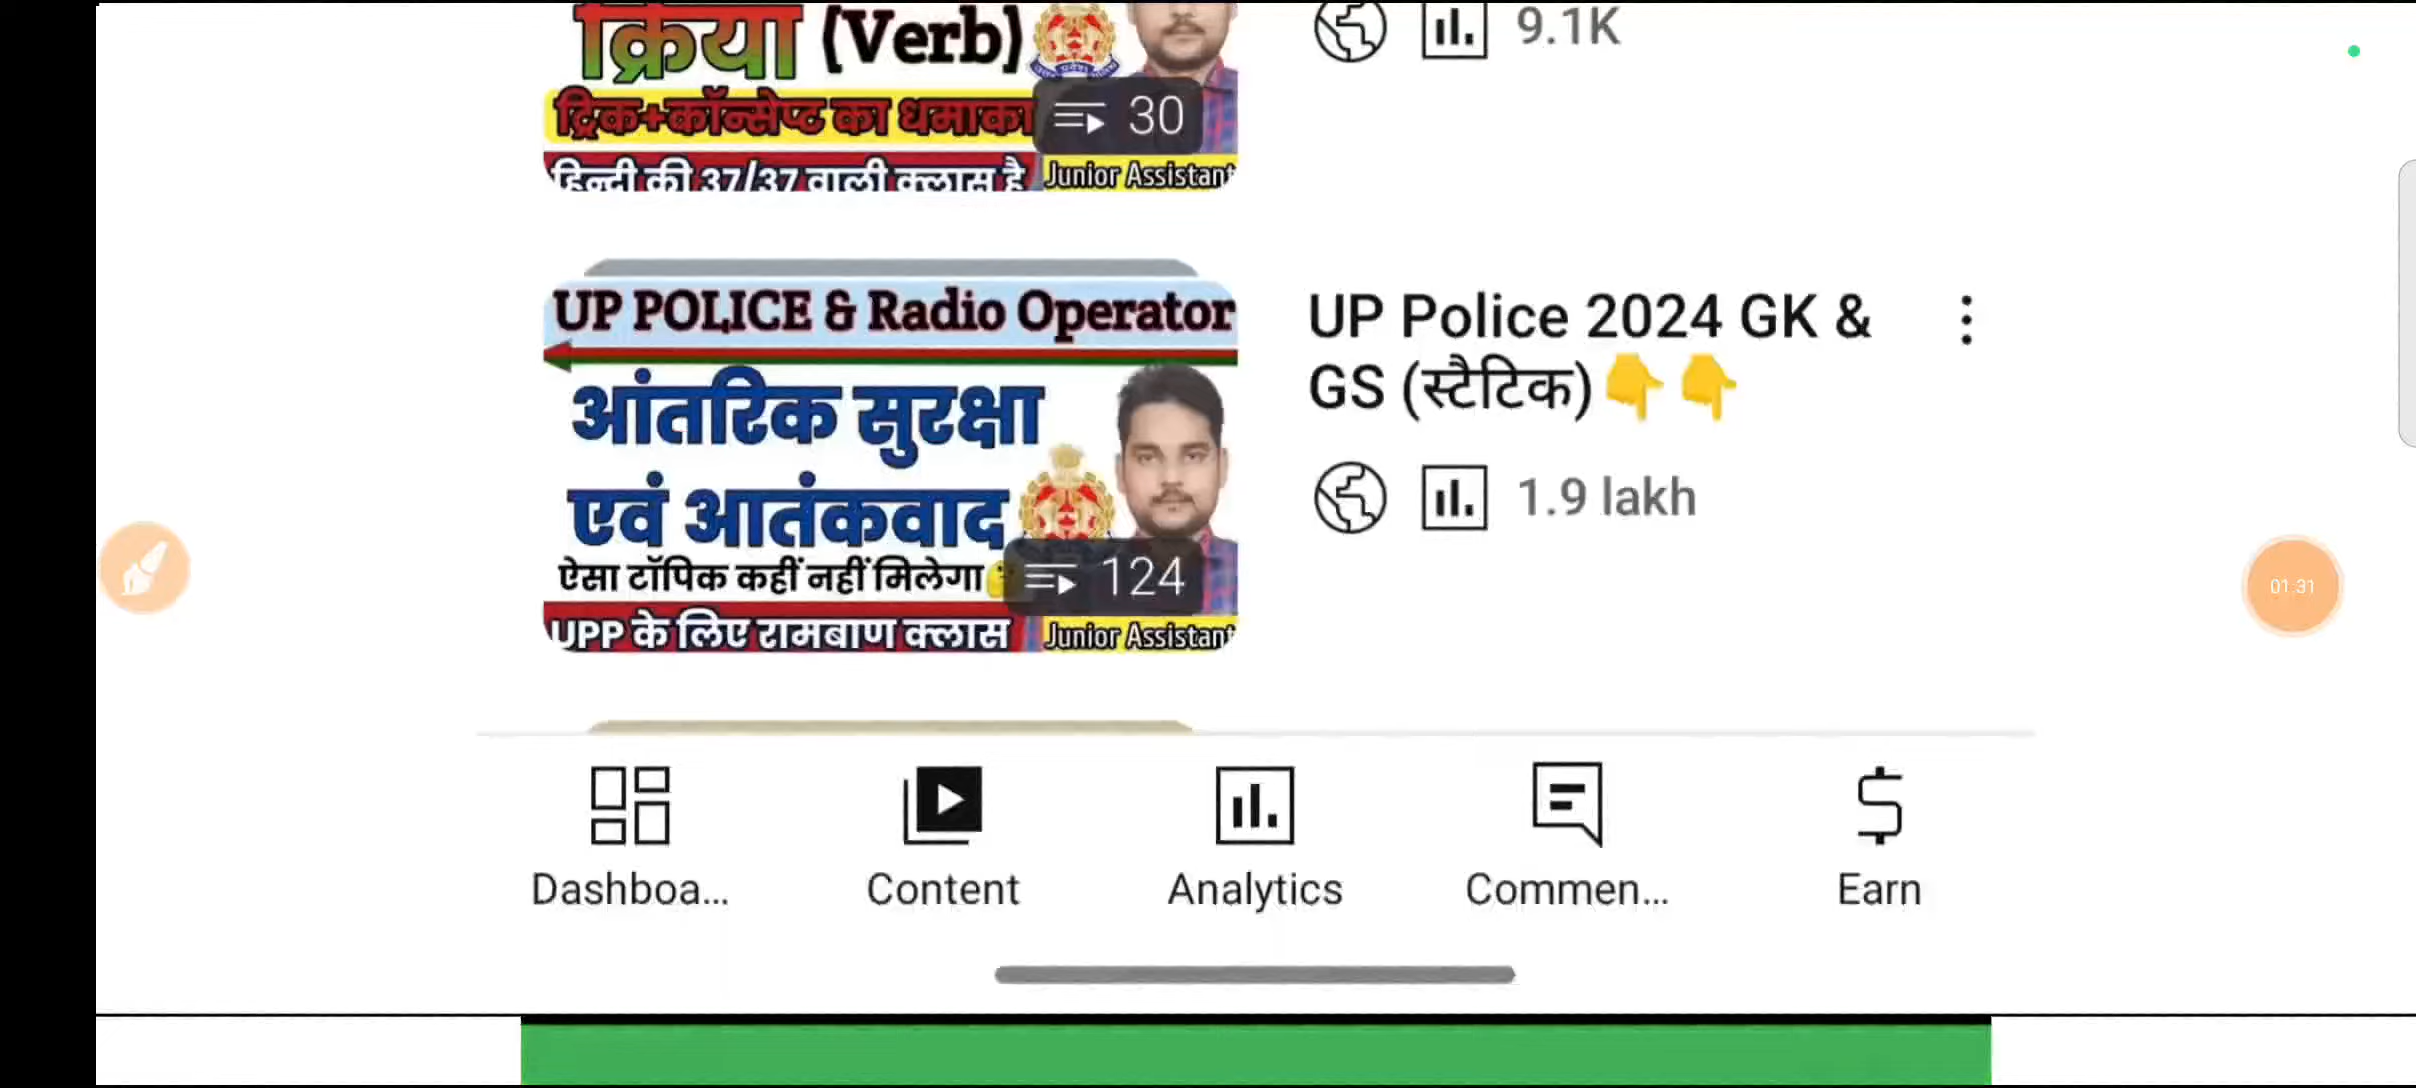 क्रिया (Verb)
9.1K
ट्रिक+कॉन्सेप्ट का धमाका
30
हिन्दी की 37/37 वाली क्लास है
Junior Assistant
UP POLICE & Radio Operator
आंतरिक सुरक्षा
एवं आतंकवाद
ऐसा टॉपिक कहीं नहीं मिलेगा
124
UPP के लिए रामबाण क्लास
Junior Assistant
UP Police 2024 GK &
GS (स्टैटिक)👇👇
1.9 lakh
01:31
Dashboa...
Content
Analytics
Commen...
Earn